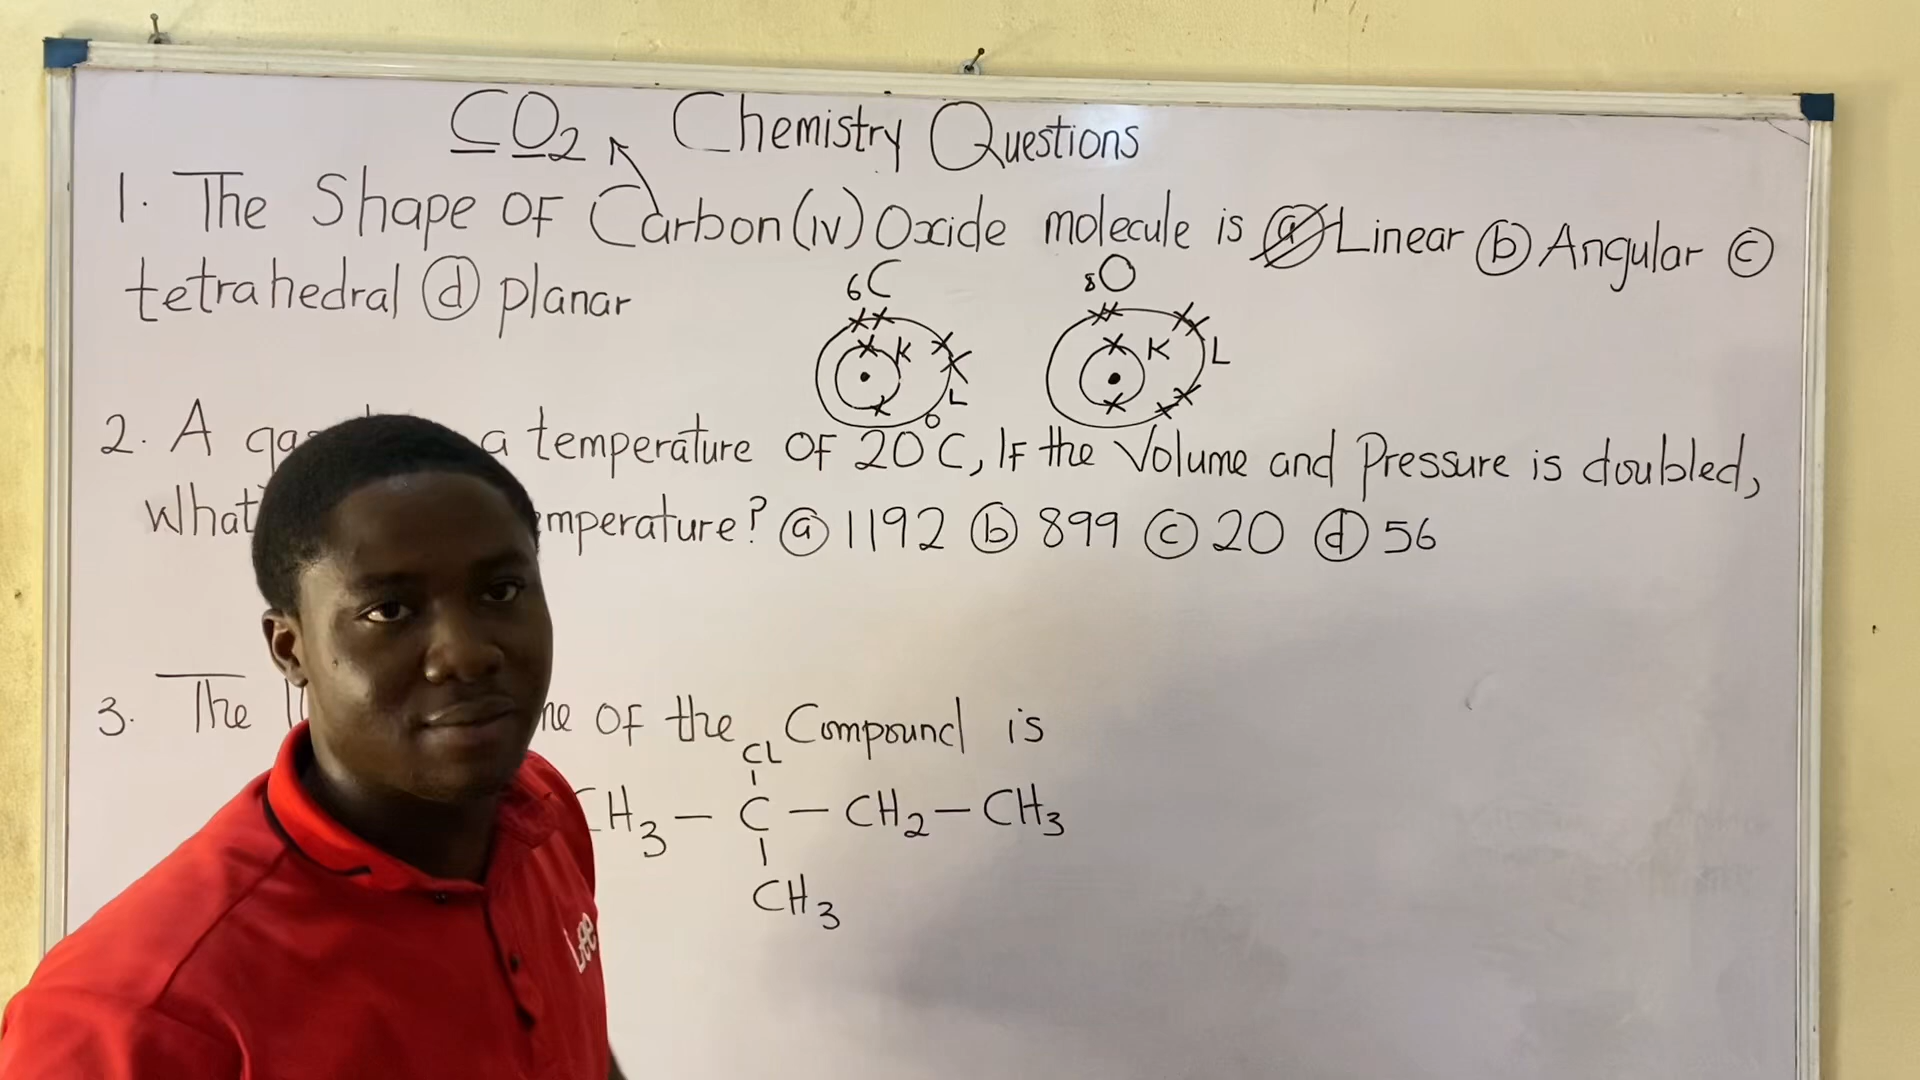 CO2 Chemistry Questions
1. The Shape OF Carbon(iv) Oxide molecule is ⓐ Linear ⓑ Angular ⓒ
tetrahedral ⓓ planar
6C 8O
K L K L
2. A a temperature OF 20°C, IF the Volume and Pressure is doubled,
What temperature? ⓐ 1192 ⓑ 899 ⓒ 20 ⓓ 56
3. The OF the Compound is
CL
CH3 — C — CH2 — CH3
CH3
Lee